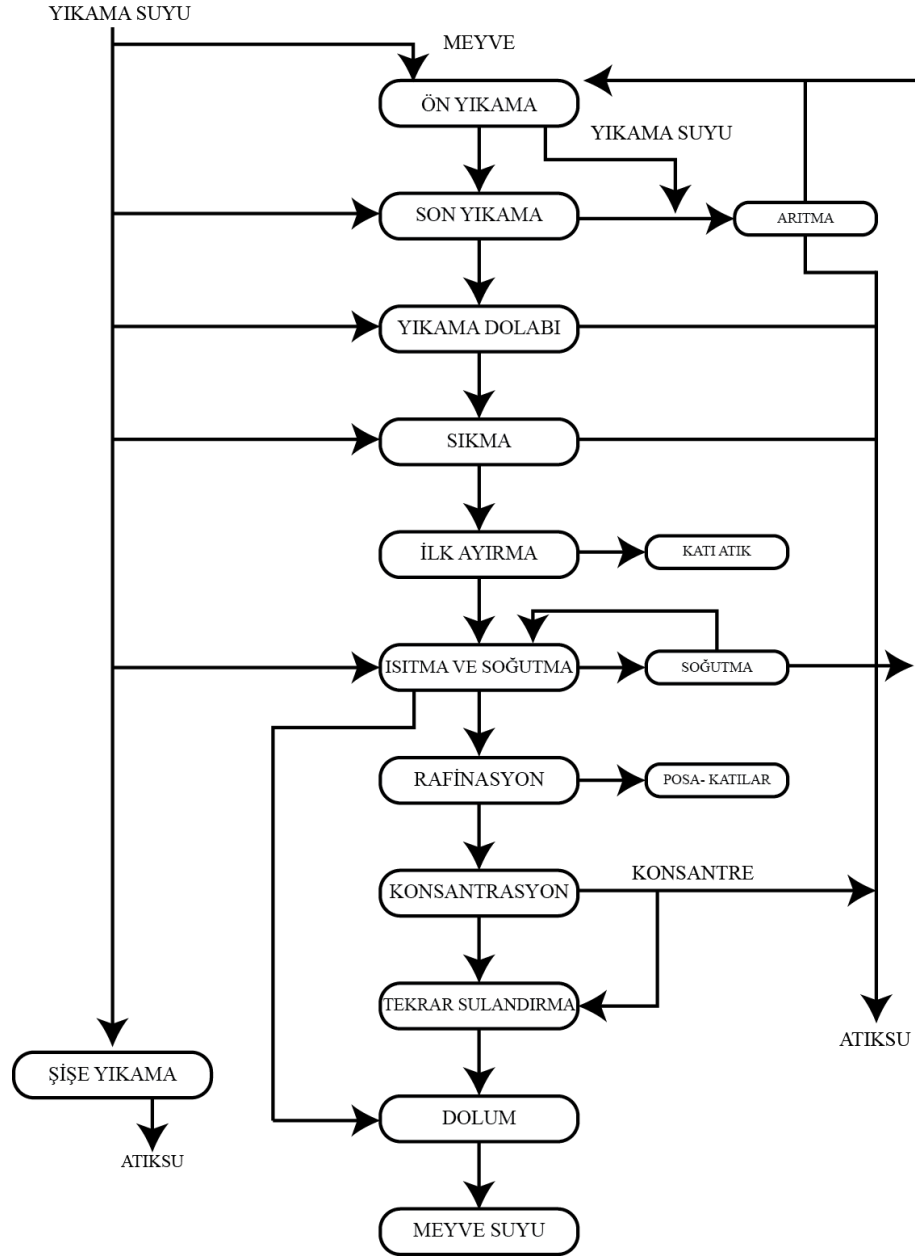 YIKAMA SUYU
MEYVE
ÖN YIKAMA
YIKAMA SUYU
SON YIKAMA
ARITMA
YIKAMA DOLABI
SIKMA
İLK AYIRMA
KATI ATIK
ISITMA VE SOĞUTMA
SOĞUTMA
RAFİNASYON
POSA- KATILAR
KONSANTRE
KONSANTRASYON
TEKRAR SULANDIRMA
ATIKSU
ŞİŞE YIKAMA
DOLUM
ATIKSU
MEYVE SUYU